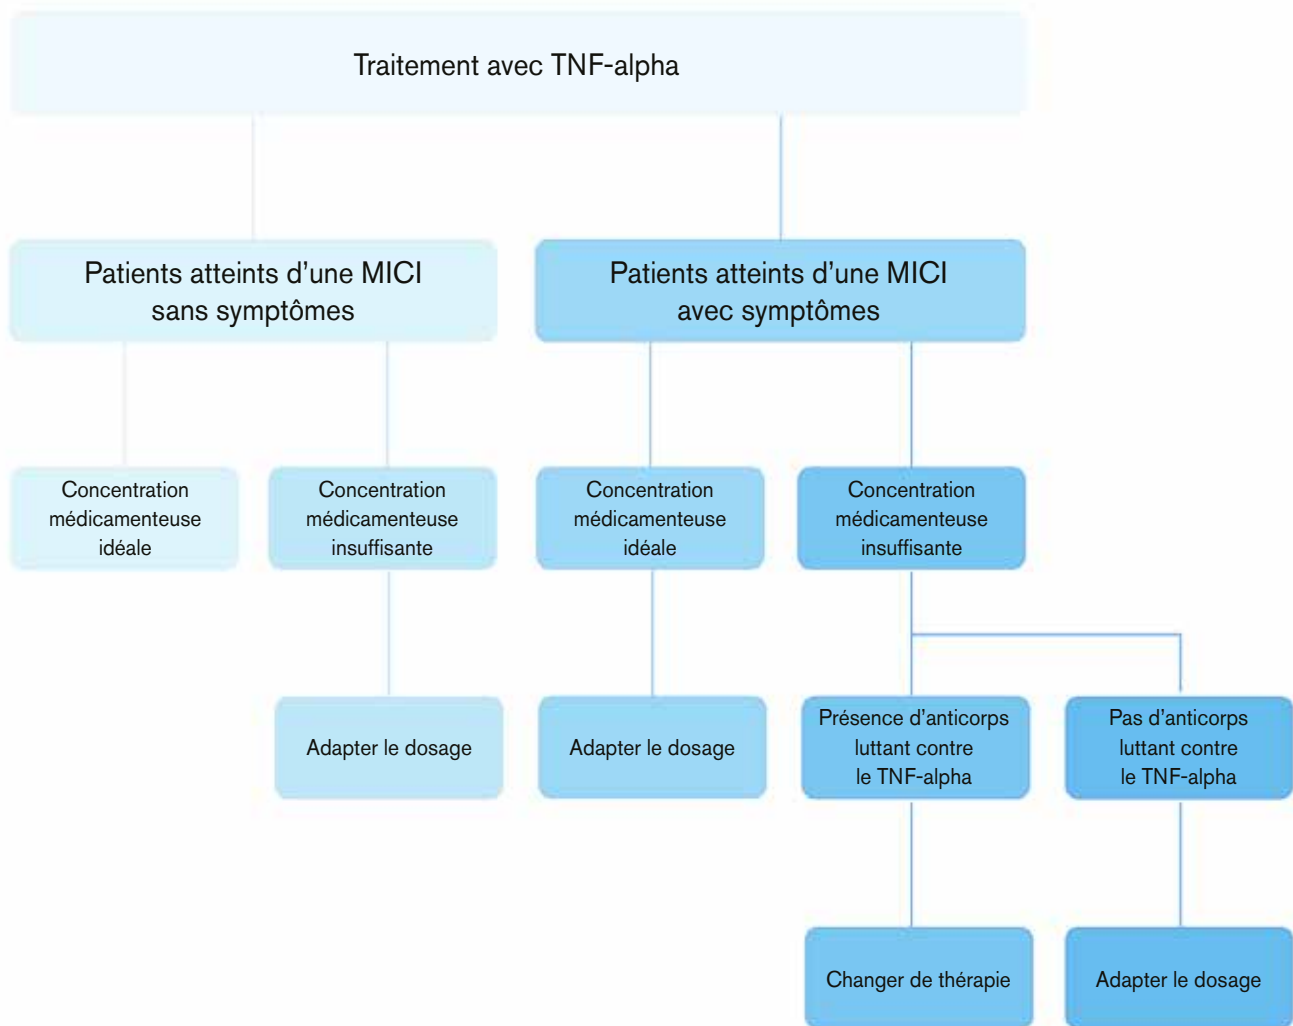 Traitement avec TNF-alpha
Patients atteints d’une MICI
sans symptômes
Patients atteints d’une MICI
avec symptômes
Concentration
médicamenteuse
idéale
Concentration
médicamenteuse
insuffisante
Concentration
médicamenteuse
idéale
Concentration
médicamenteuse
insuffisante
Adapter le dosage
Adapter le dosage
Présence d’anticorps
luttant contre
le TNF-alpha
Pas d’anticorps
luttant contre
le TNF-alpha
Changer de thérapie
Adapter le dosage